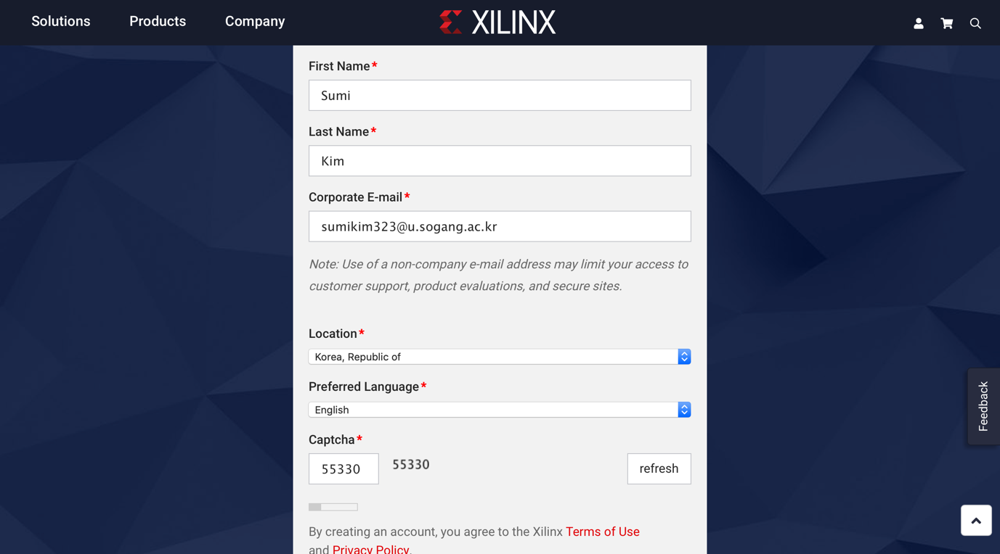 Solutions Products Company XILINX
First Name*
Sumi
Last Name*
Kim
Corporate E-mail*
sumikim323@u.sogang.ac.kr
Note: Use of a non-company e-mail address may limit your access to
customer support, product evaluations, and secure sites.
Location*
Korea, Republic of
Preferred Language*
English
Captcha*
55330 55330 refresh
By creating an account, you agree to the Xilinx Terms of Use
and Privacy Policy.
Feedback